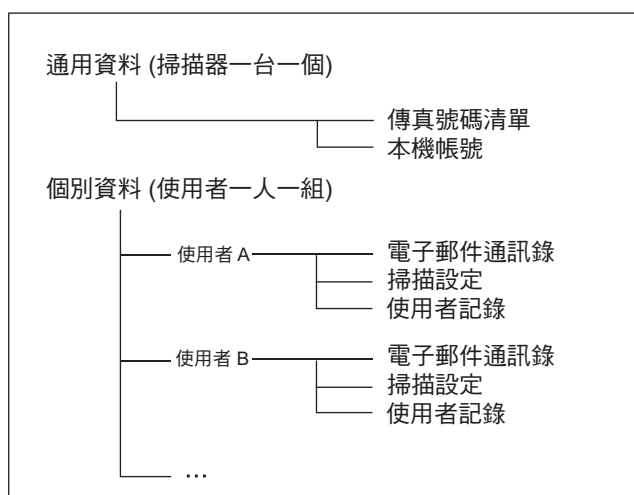 通用資料 (掃描器一台一個)
傳真號碼清單
本機帳號
個別資料 (使用者一人一組)
使用者 A
電子郵件通訊錄
掃描設定
使用者記錄
使用者 B
電子郵件通訊錄
掃描設定
使用者記錄
…